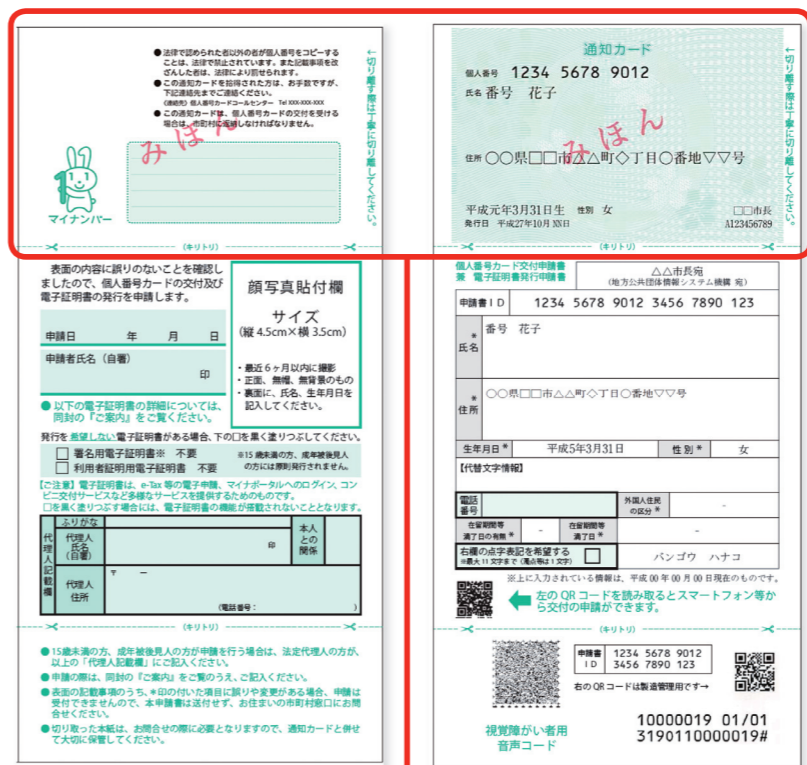 ●法律で認められた者以外の者が個人番号をコピーする
ことは、法律で禁止されています。また記載事項を改
ざんした者は、法律により罰せられます。
●この通知カードを拾得された方は、お手数ですが、
下記連絡先までご連絡ください。
(連絡先) 個人番号カードコールセンター Tel XXX-XXX-XXX
●この通知カードは、個人番号カードの交付を受ける
場合は、市町村に返納しなければなりません。
みほん
マイナンバー
←切り離す際は丁寧に切り離してください。
(キリトリ)
通知カード
個人番号 1234 5678 9012
氏名 番号 花子
みほん
住所 〇〇県□□市△△町◇丁目〇番地▽▽号
平成元年3月31日生 性別 女
□□市長
発行日 平成27年10月XX日
A123456789
←切り離す際は丁寧に切り離してください。
(キリトリ)
表面の内容に誤りのないことを確認し
ましたので、個人番号カードの交付及び
電子証明書の発行を申請します。
申請日 年 月 日
申請者氏名(自署)
印
顔写真貼付欄
サイズ
(縦 4.5cm×横 3.5cm)
・最近6ヶ月以内に撮影
・正面、無帽、無背景のもの
・裏面に、氏名、生年月日を
記入してください。
●以下の電子証明書の詳細については、
同封の『ご案内』をご覧ください。
発行を希望しない電子証明書がある場合、下の□を黒く塗りつぶしてください。
□ 署名用電子証明書※ 不要
□ 利用者証明用電子証明書 不要
※15 歳未満の方、成年被後見人
の方には原則発行されません。
【ご注意】電子証明書は、e-Tax 等の電子申請、マイナポータルへのログイン、コン
ビニ交付サービスなど多様なサービスを提供するためのものです。
□を黒く塗りつぶす場合には、電子証明書の機能が搭載されないこととなります。
代理人記載欄
ふりがな
代理人
氏名
(自署)
印
本人
との
関係
代理人
住所
〒 ー
(電話番号: )
(キリトリ)
●15歳未満の方、成年被後見人の方が申請を行う場合は、法定代理人の方が、
以上の「代理人記載欄」にご記入ください。
●申請の際は、同封の『ご案内』をご覧のうえ、ご記入ください。
●表面の記載事項のうち、*印の付いた項目に誤りや変更がある場合、申請は
受付できませんので、本申請書は送付せず、お住まいの市町村窓口にお問
合せください。
●切り取った本紙は、お問合せの際に必要となりますので、通知カードと併せ
て大切に保管してください。
個人番号カード交付申請書
兼 電子証明書発行申請書
△△市長宛
(地方公共団体情報システム機構 宛)
申請書ID 1234 5678 9012 3456 7890 123
*
氏名
番号 花子
*
住所
〇〇県□□市△△町◇丁目〇番地▽▽号
生年月日* 平成5年3月31日 性別* 女
【代替文字情報】
電話
番号
外国人住民
の区分*
-
在留期間等
満了日の有無*
-
在留期間等
満了日*
-
右欄の点字表記を希望する
※最大11文字まで(濁点等は1文字)
□
バンゴウ ハナコ
※上に入力されている情報は、平成00年00月00日現在のものです。
左のQRコードを読み取るとスマートフォン等か
ら交付の申請ができます。
(キリトリ)
申請書
ID
1234 5678 9012
3456 7890 123
右のQRコードは製造管理用です→
視覚障がい者用
音声コード
10000019 01/01
3190110000019#